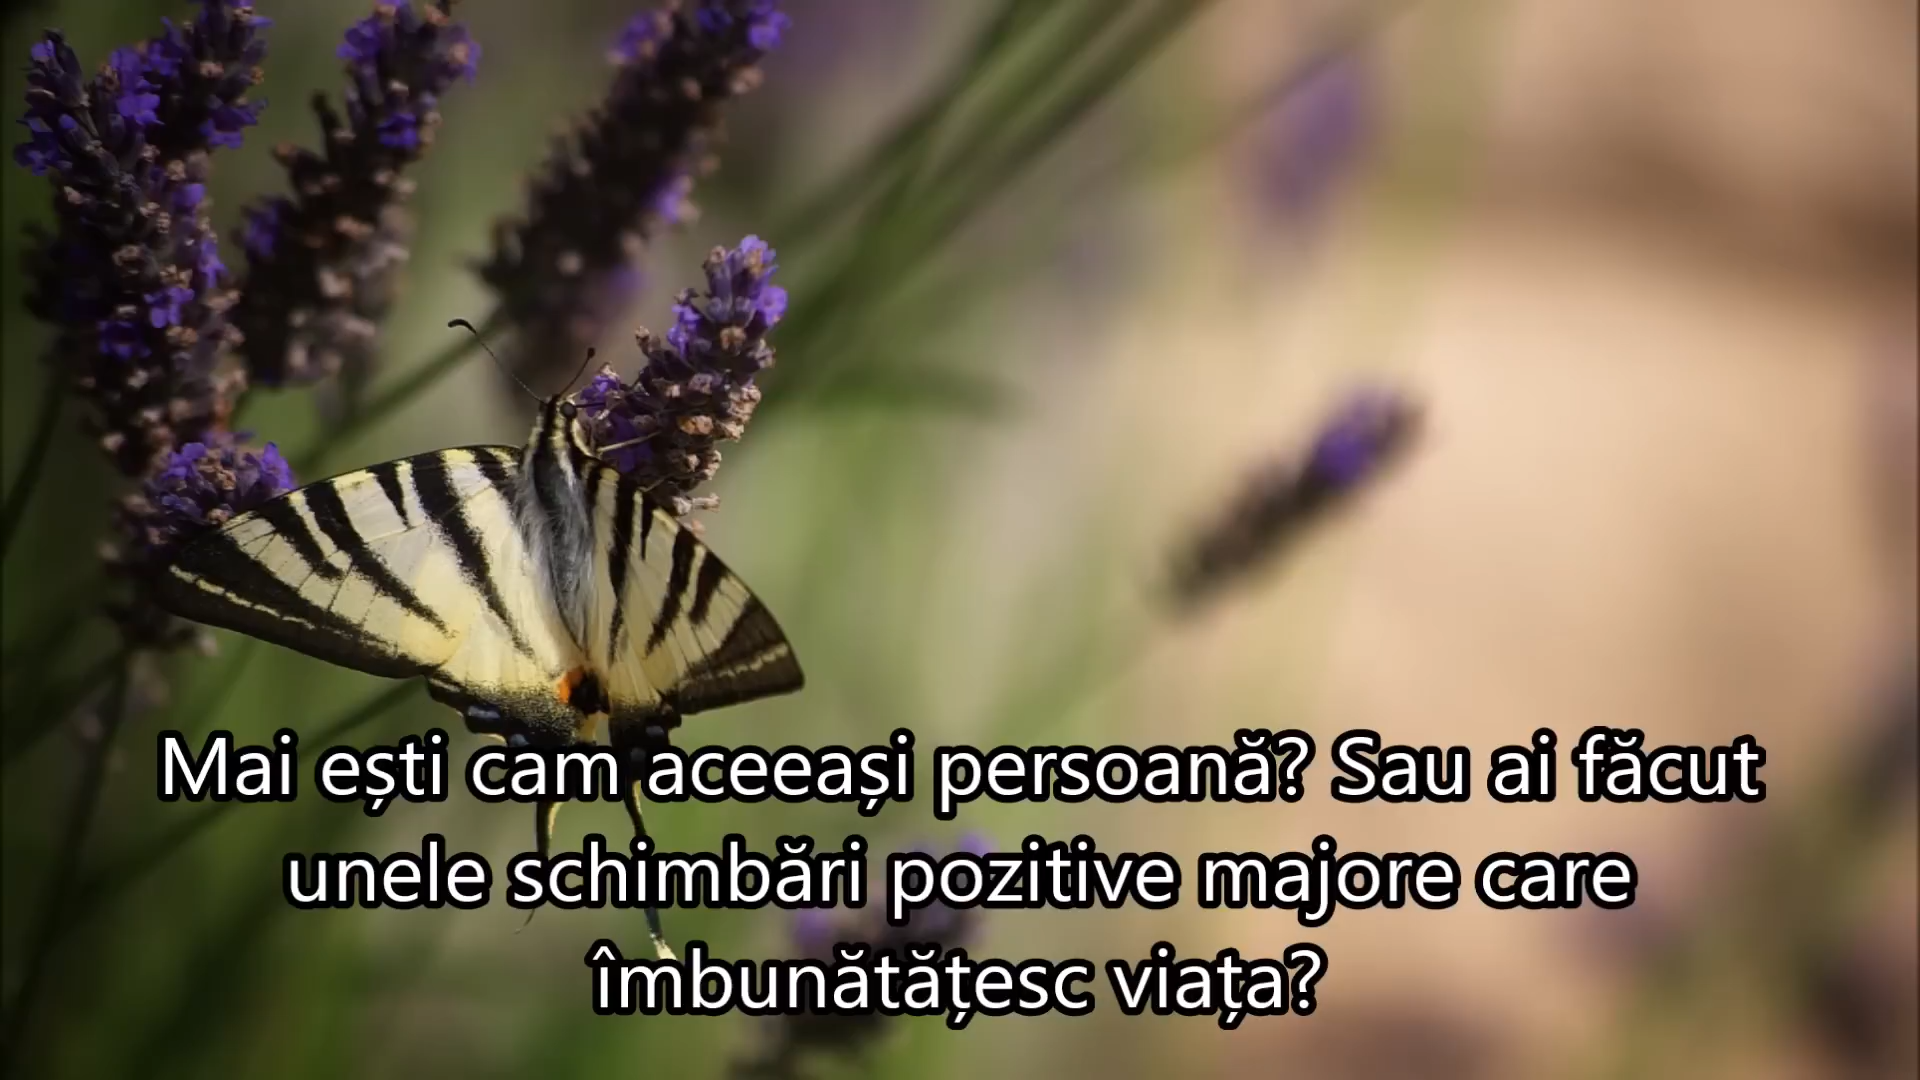 Mai ești cam aceeași persoană? Sau ai făcut
unele schimbări pozitive majore care
îmbunătățesc viața?